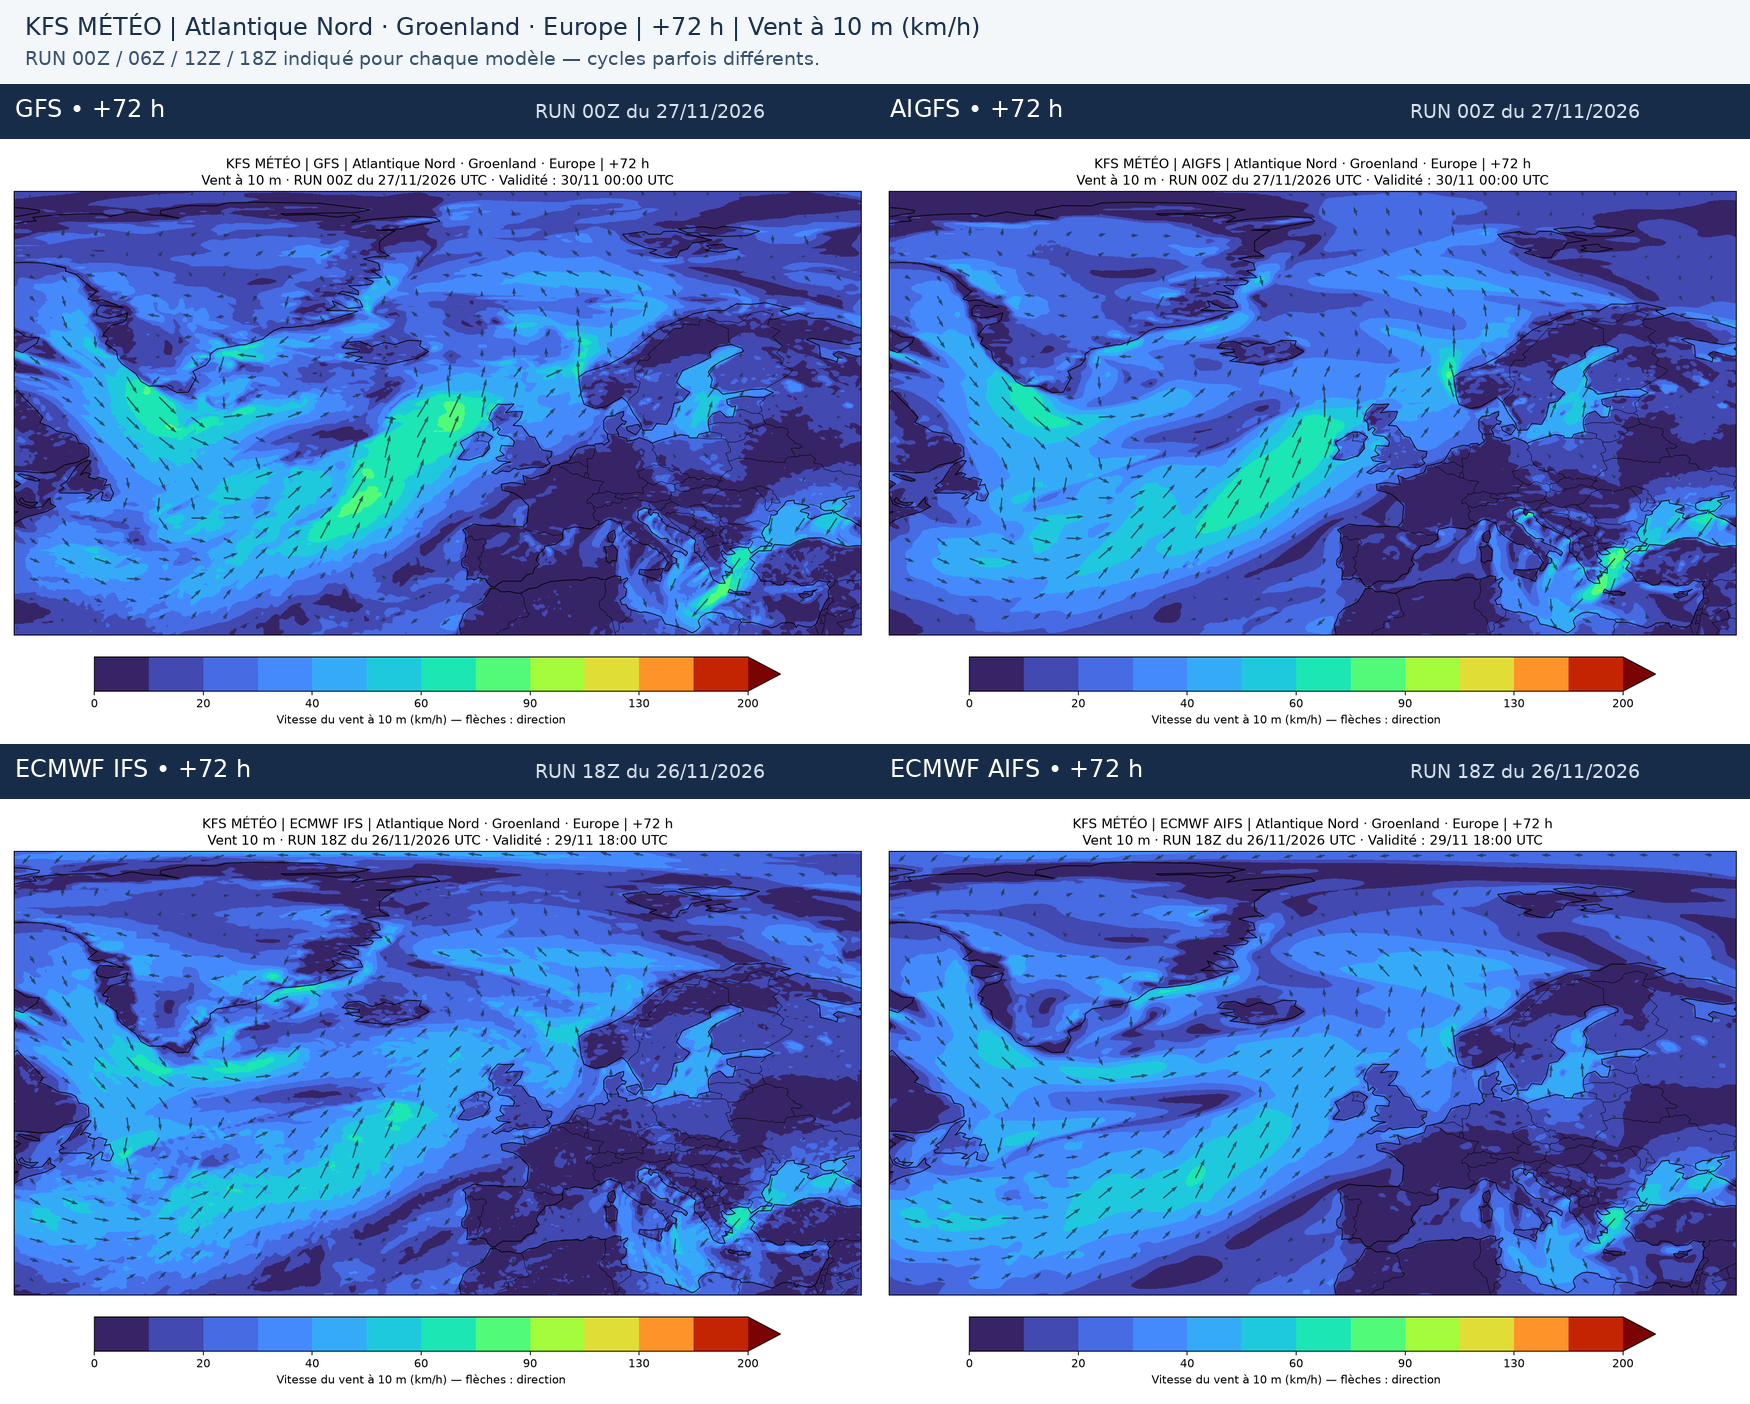 KFS MÉTÉO | Atlantique Nord · Groenland · Europe | +72 h | Vent à 10 m (km/h)
RUN 00Z / 06Z / 12Z / 18Z indiqué pour chaque modèle — cycles parfois différents.
GFS • +72 h
RUN 00Z du 27/11/2026
KFS MÉTÉO | GFS | Atlantique Nord · Groenland · Europe | +72 h
Vent à 10 m · RUN 00Z du 27/11/2026 UTC · Validité : 30/11 00:00 UTC
0 20 40 60 90 130 200
Vitesse du vent à 10 m (km/h) — flèches : direction
AIGFS • +72 h
RUN 00Z du 27/11/2026
KFS MÉTÉO | AIGFS | Atlantique Nord · Groenland · Europe | +72 h
Vent à 10 m · RUN 00Z du 27/11/2026 UTC · Validité : 30/11 00:00 UTC
0 20 40 60 90 130 200
Vitesse du vent à 10 m (km/h) — flèches : direction
ECMWF IFS • +72 h
RUN 18Z du 26/11/2026
KFS MÉTÉO | ECMWF IFS | Atlantique Nord · Groenland · Europe | +72 h
Vent 10 m · RUN 18Z du 26/11/2026 UTC · Validité : 29/11 18:00 UTC
0 20 40 60 90 130 200
Vitesse du vent à 10 m (km/h) — flèches : direction
ECMWF AIFS • +72 h
RUN 18Z du 26/11/2026
KFS MÉTÉO | ECMWF AIFS | Atlantique Nord · Groenland · Europe | +72 h
Vent 10 m · RUN 18Z du 26/11/2026 UTC · Validité : 29/11 18:00 UTC
0 20 40 60 90 130 200
Vitesse du vent à 10 m (km/h) — flèches : direction